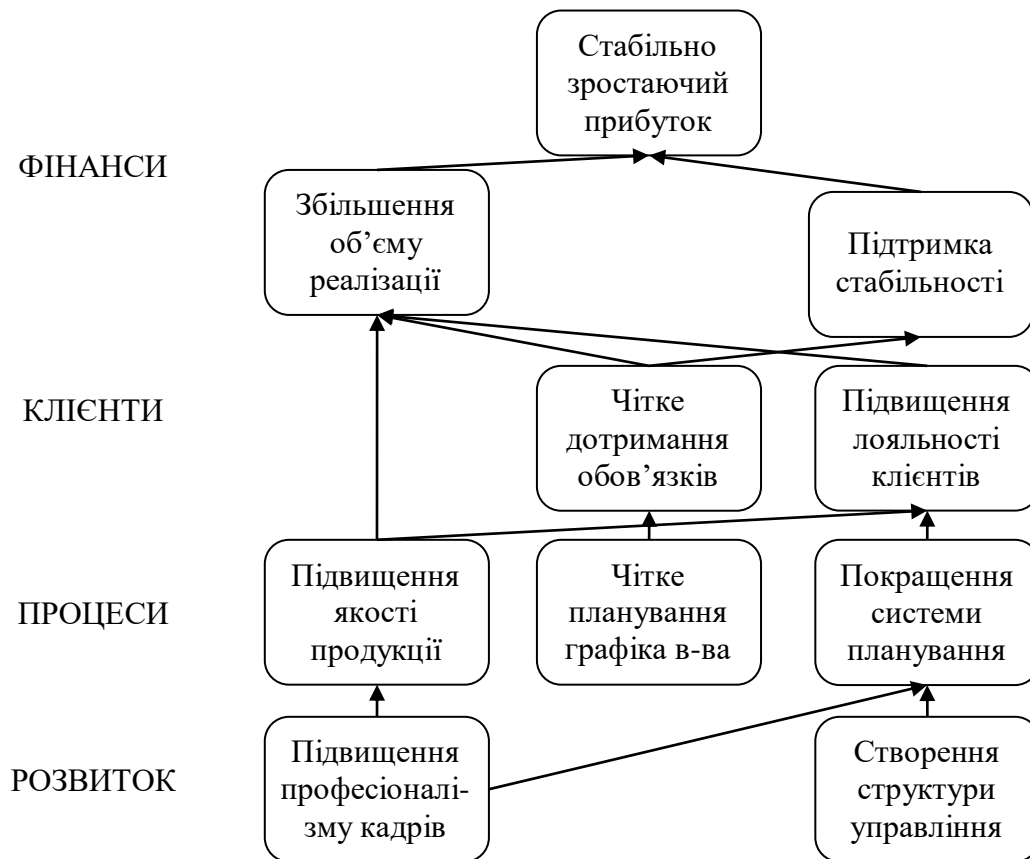 Стабільно
зростаючий
прибуток
ФІНАНСИ
Збільшення
об’єму
реалізації
Підтримка
стабільності
КЛІЄНТИ
Чітке
дотримання
обов’язків
Підвищення
лояльності
клієнтів
ПРОЦЕСИ
Підвищення
якості
продукції
Чітке
планування
графіка в-ва
Покращення
системи
планування
РОЗВИТОК
Підвищення
професіоналі-
зму кадрів
Створення
структури
управління